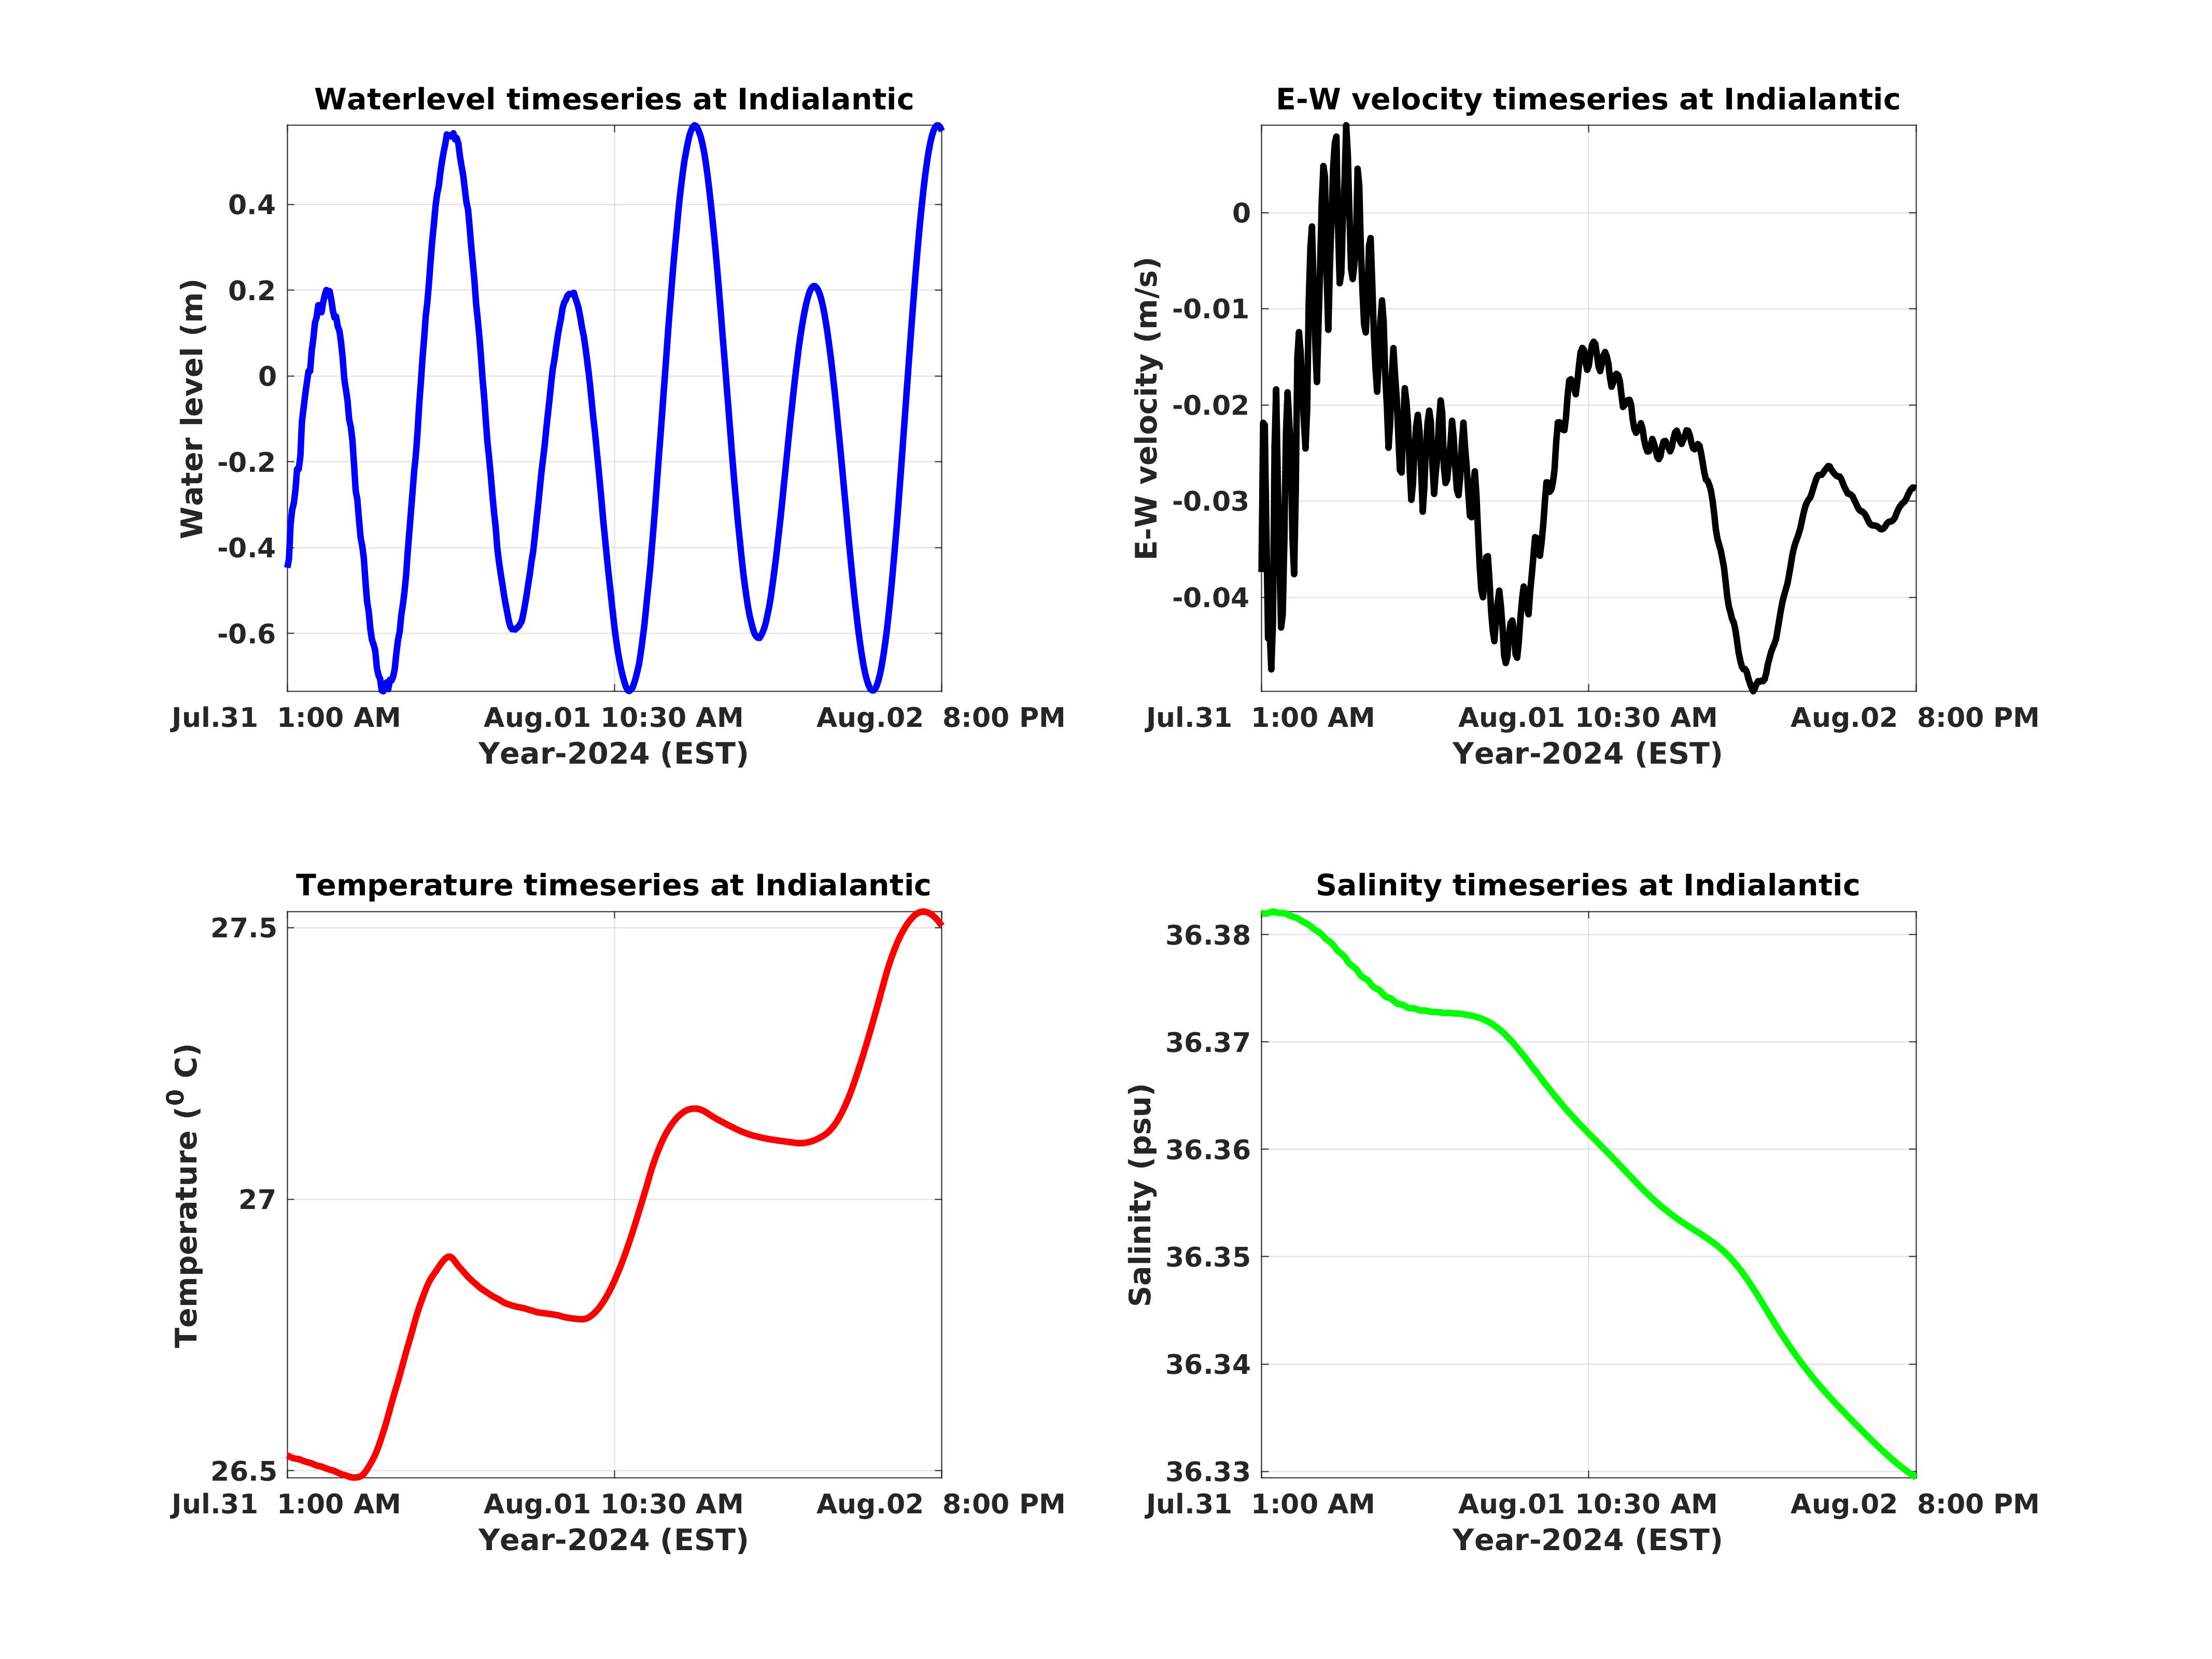 Waterlevel timeseries at Indialantic
Water level (m)
0.4
0.2
0
-0.2
-0.4
-0.6
Jul.31 1:00 AM
Aug.01 10:30 AM
Aug.02 8:00 PM
Year-2024 (EST)
E-W velocity timeseries at Indialantic
E-W velocity (m/s)
0
-0.01
-0.02
-0.03
-0.04
Jul.31 1:00 AM
Aug.01 10:30 AM
Aug.02 8:00 PM
Year-2024 (EST)
Temperature timeseries at Indialantic
Temperature (⁰ C)
27.5
27
26.5
Jul.31 1:00 AM
Aug.01 10:30 AM
Aug.02 8:00 PM
Year-2024 (EST)
Salinity timeseries at Indialantic
Salinity (psu)
36.38
36.37
36.36
36.35
36.34
36.33
Jul.31 1:00 AM
Aug.01 10:30 AM
Aug.02 8:00 PM
Year-2024 (EST)